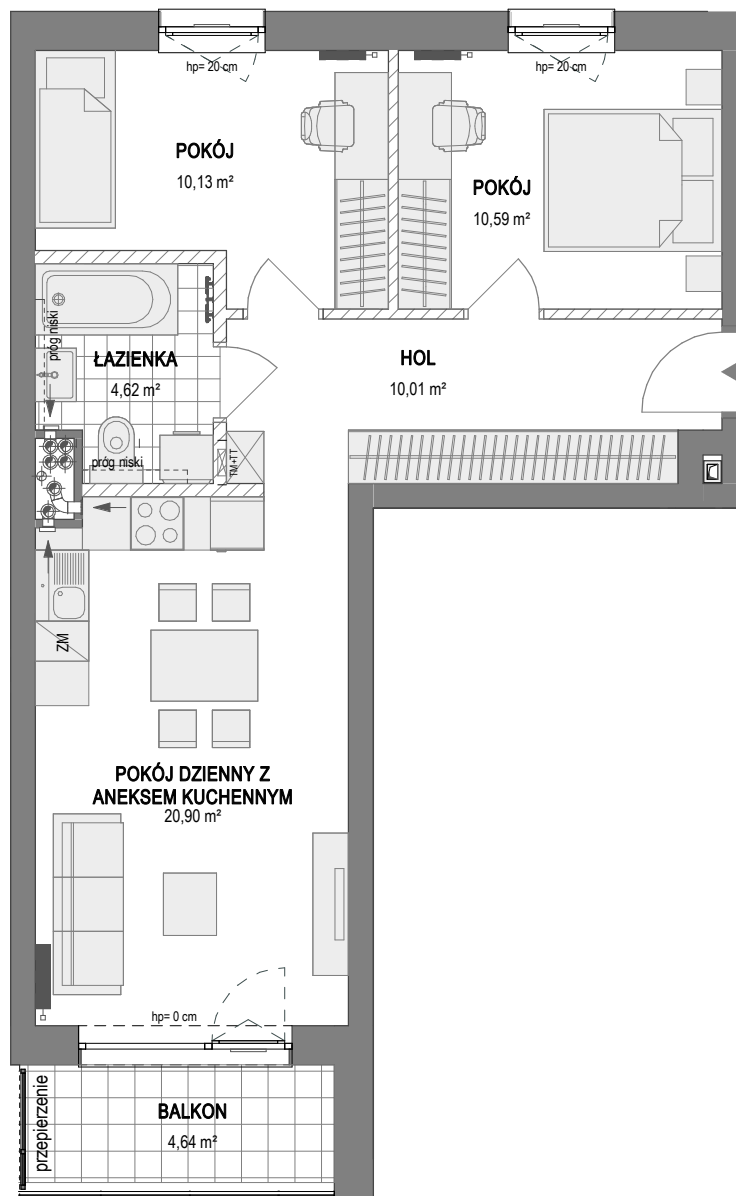 hp= 20 cm
hp= 20 cm
POKÓJ
10,13 m²
POKÓJ
10,59 m²
próg niski
ŁAZIENKA
4,62 m²
HOL
10,01 m²
próg niski
TM+TT
ZM
POKÓJ DZIENNY Z
ANEKSEM KUCHENNYM
20,90 m²
hp= 0 cm
przepierzenie
BALKON
4,64 m²